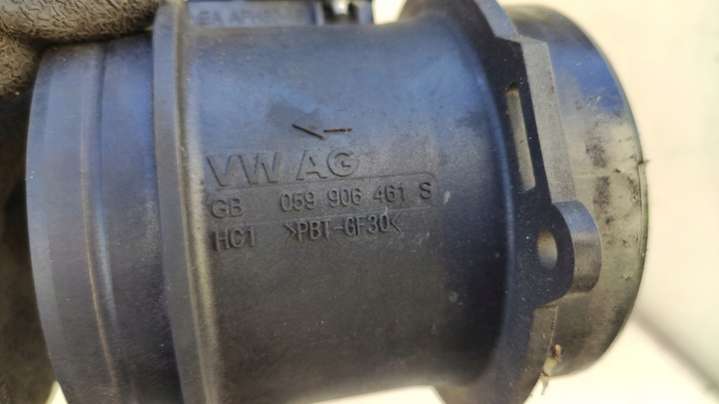 VW AG
GB 059 906 461 S
HC1 >PBT-GF30<